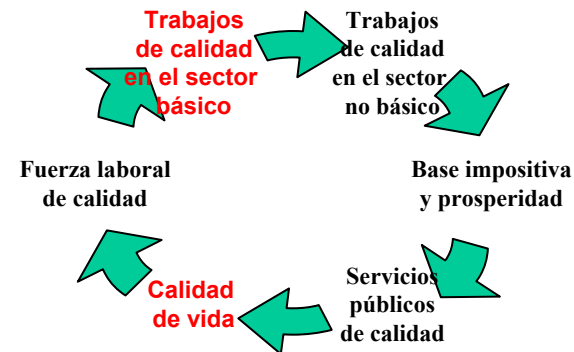 Trabajos
de calidad
en el sector
básico
Trabajos
de calidad
en el sector
no básico
Base impositiva
y prosperidad
Servicios
públicos
de calidad
Calidad
de vida
Fuerza laboral
de calidad